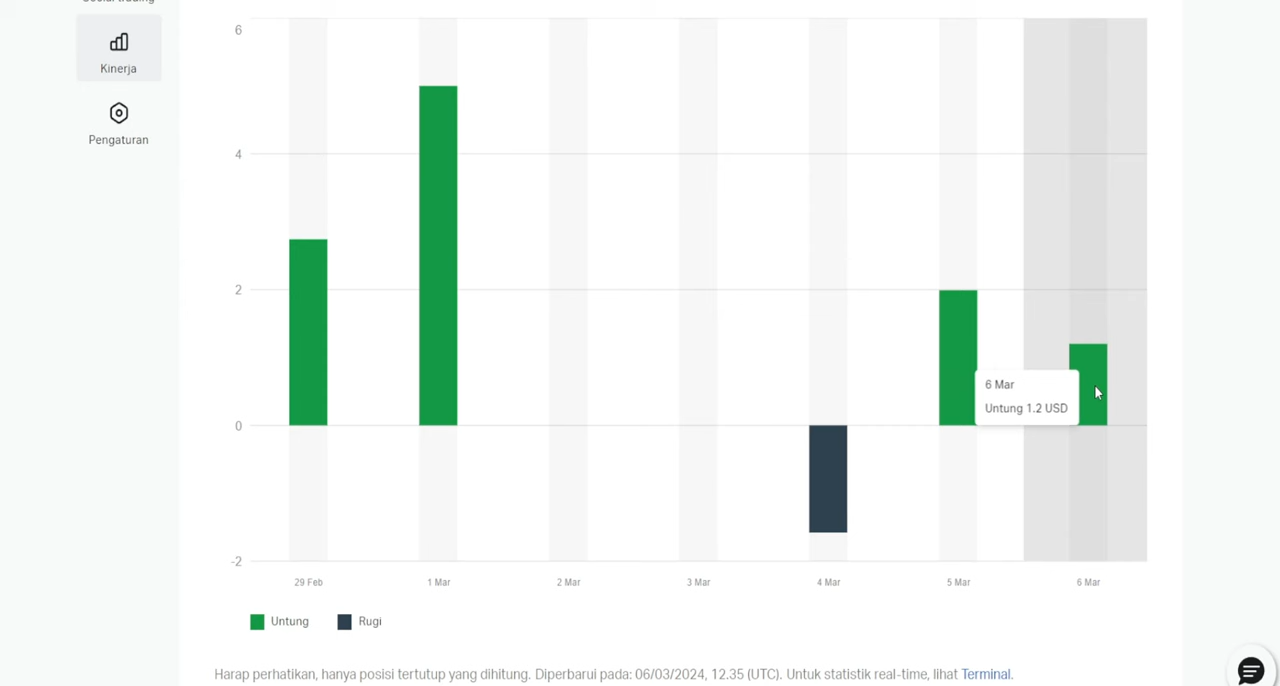 Social trading
Kinerja
Pengaturan
6
4
2
0
-2
6 Mar
Untung 1.2 USD
29 Feb
1 Mar
2 Mar
3 Mar
4 Mar
5 Mar
6 Mar
Untung
Rugi
Harap perhatikan, hanya posisi tertutup yang dihitung. Diperbarui pada: 06/03/2024, 12.35 (UTC). Untuk statistik real-time, lihat Terminal.